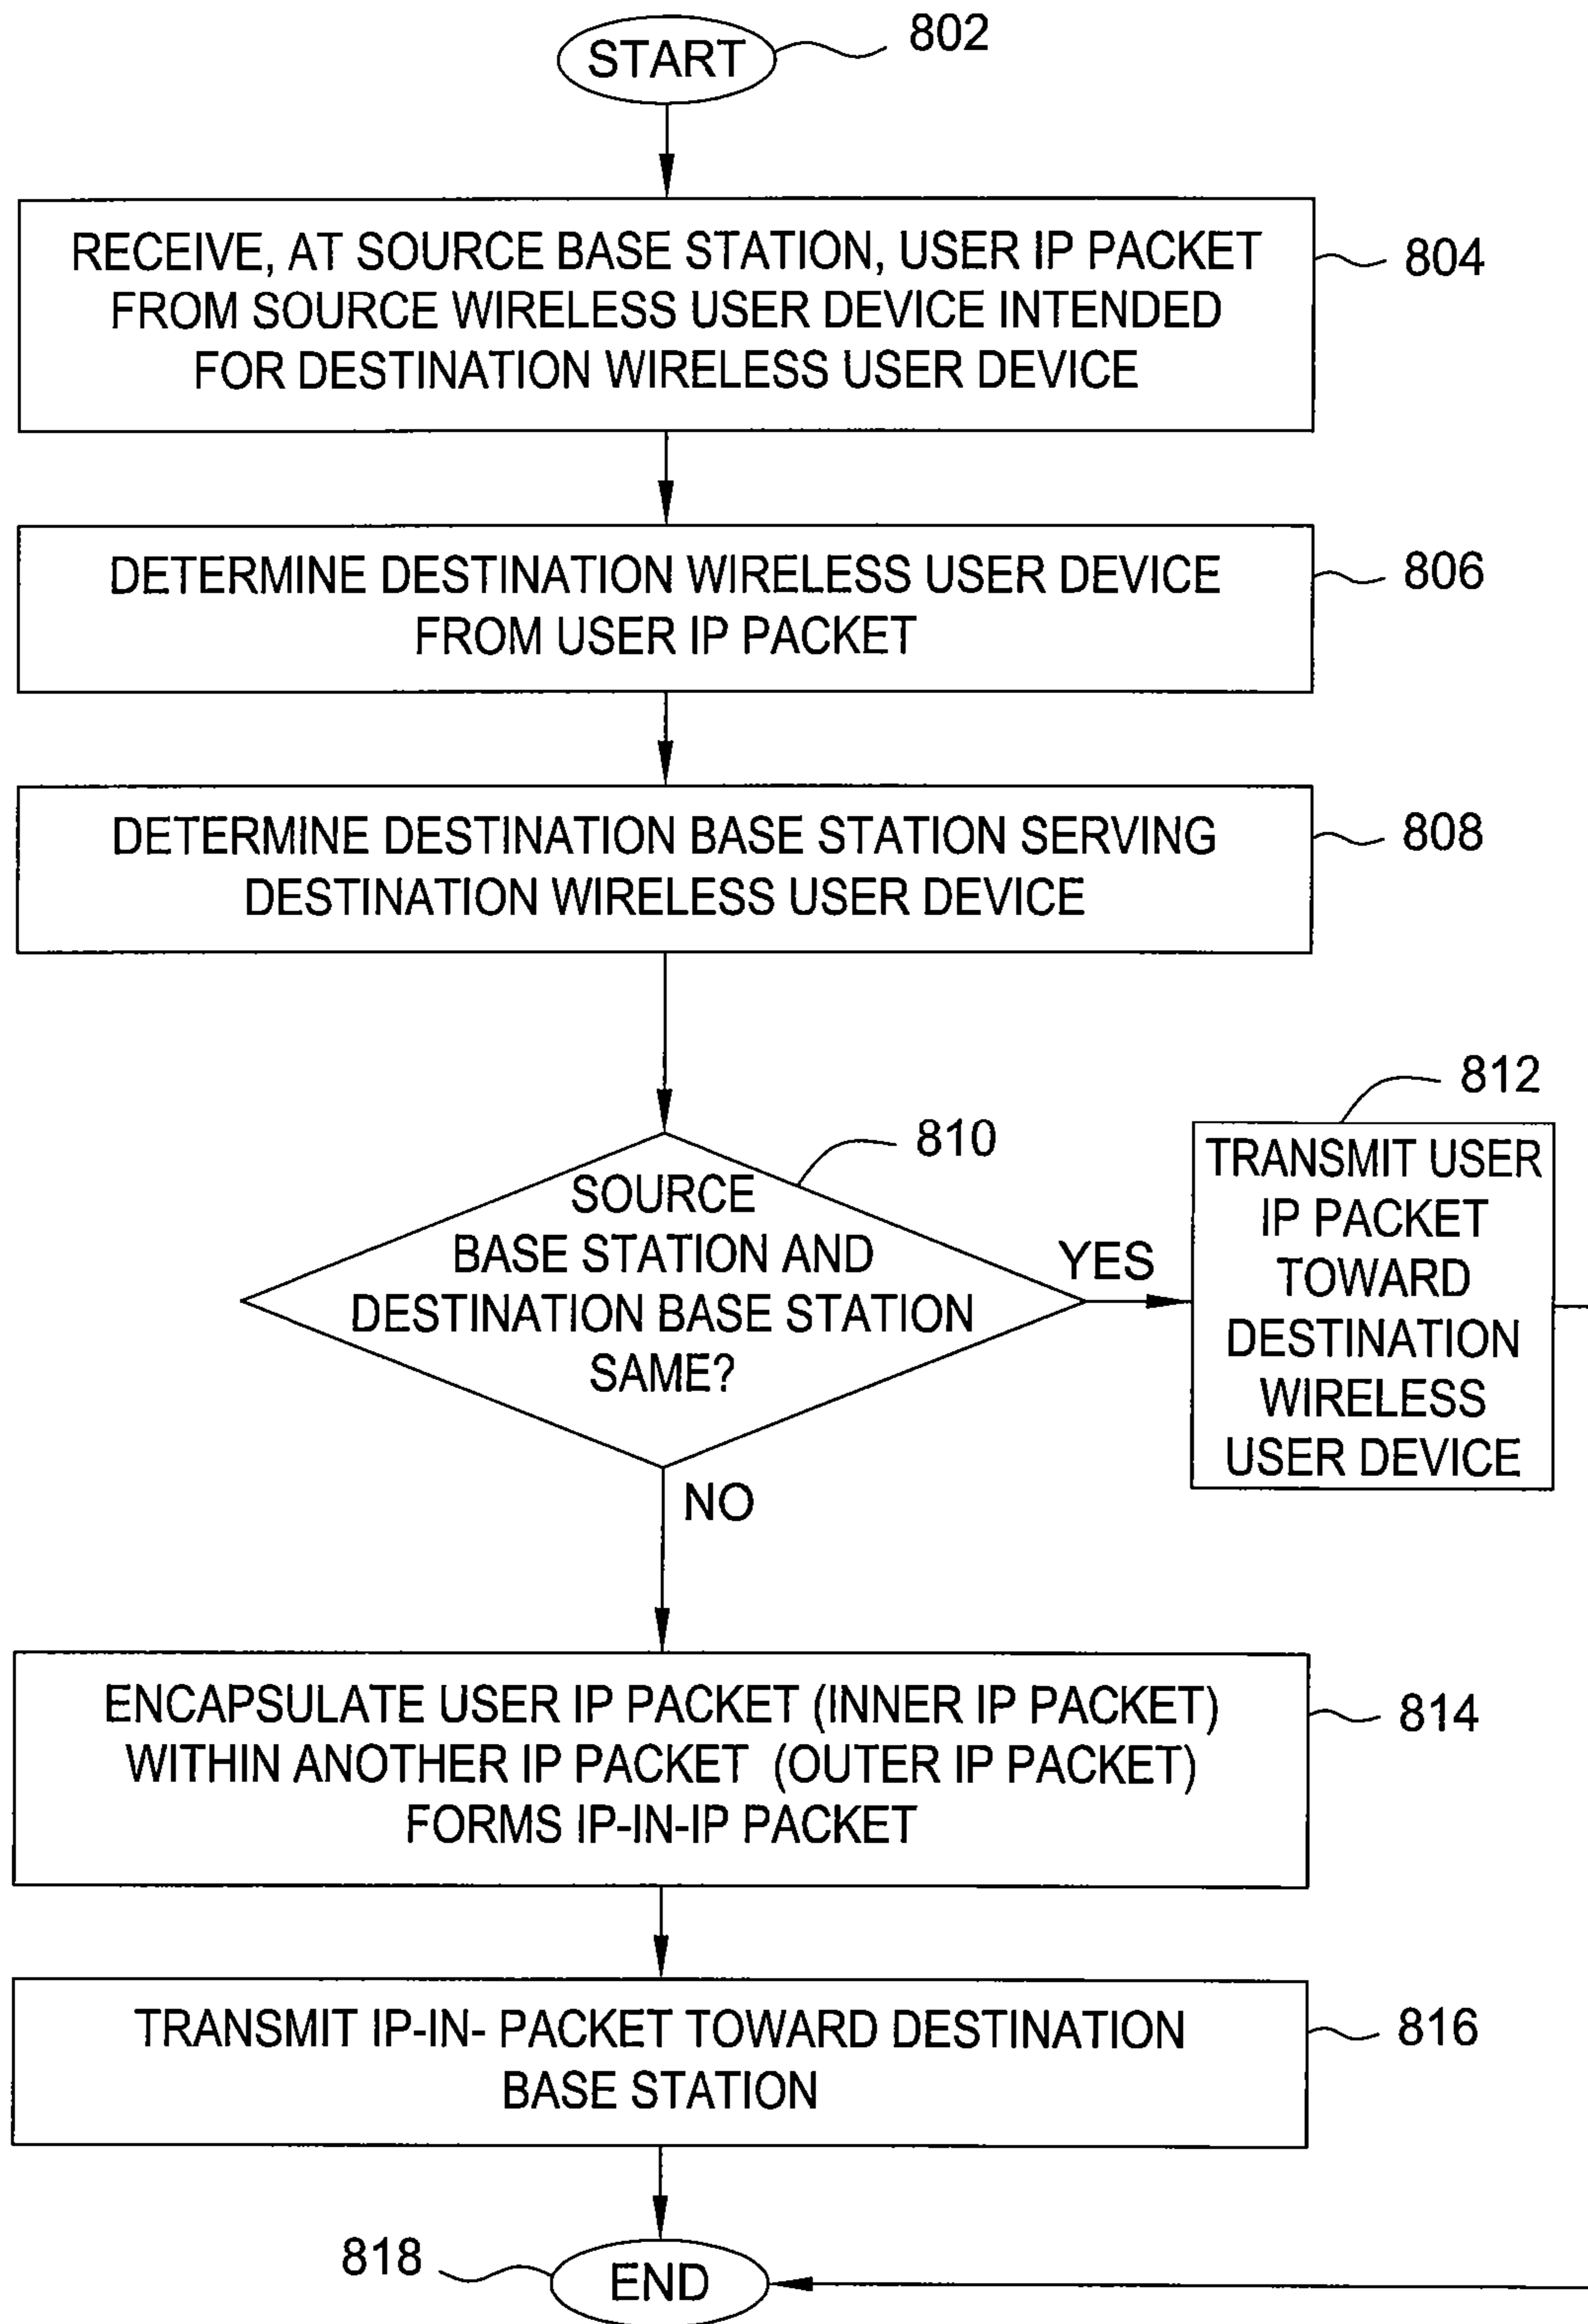 START
802
RECEIVE, AT SOURCE BASE STATION, USER IP PACKET
FROM SOURCE WIRELESS USER DEVICE INTENDED
FOR DESTINATION WIRELESS USER DEVICE
804
DETERMINE DESTINATION WIRELESS USER DEVICE
FROM USER IP PACKET
806
DETERMINE DESTINATION BASE STATION SERVING
DESTINATION WIRELESS USER DEVICE
808
SOURCE
BASE STATION AND
DESTINATION BASE STATION
SAME?
810
YES
812
TRANSMIT USER
IP PACKET
TOWARD
DESTINATION
WIRELESS
USER DEVICE
NO
ENCAPSULATE USER IP PACKET (INNER IP PACKET)
WITHIN ANOTHER IP PACKET (OUTER IP PACKET)
FORMS IP-IN-IP PACKET
814
TRANSMIT IP-IN- PACKET TOWARD DESTINATION
BASE STATION
816
818
END